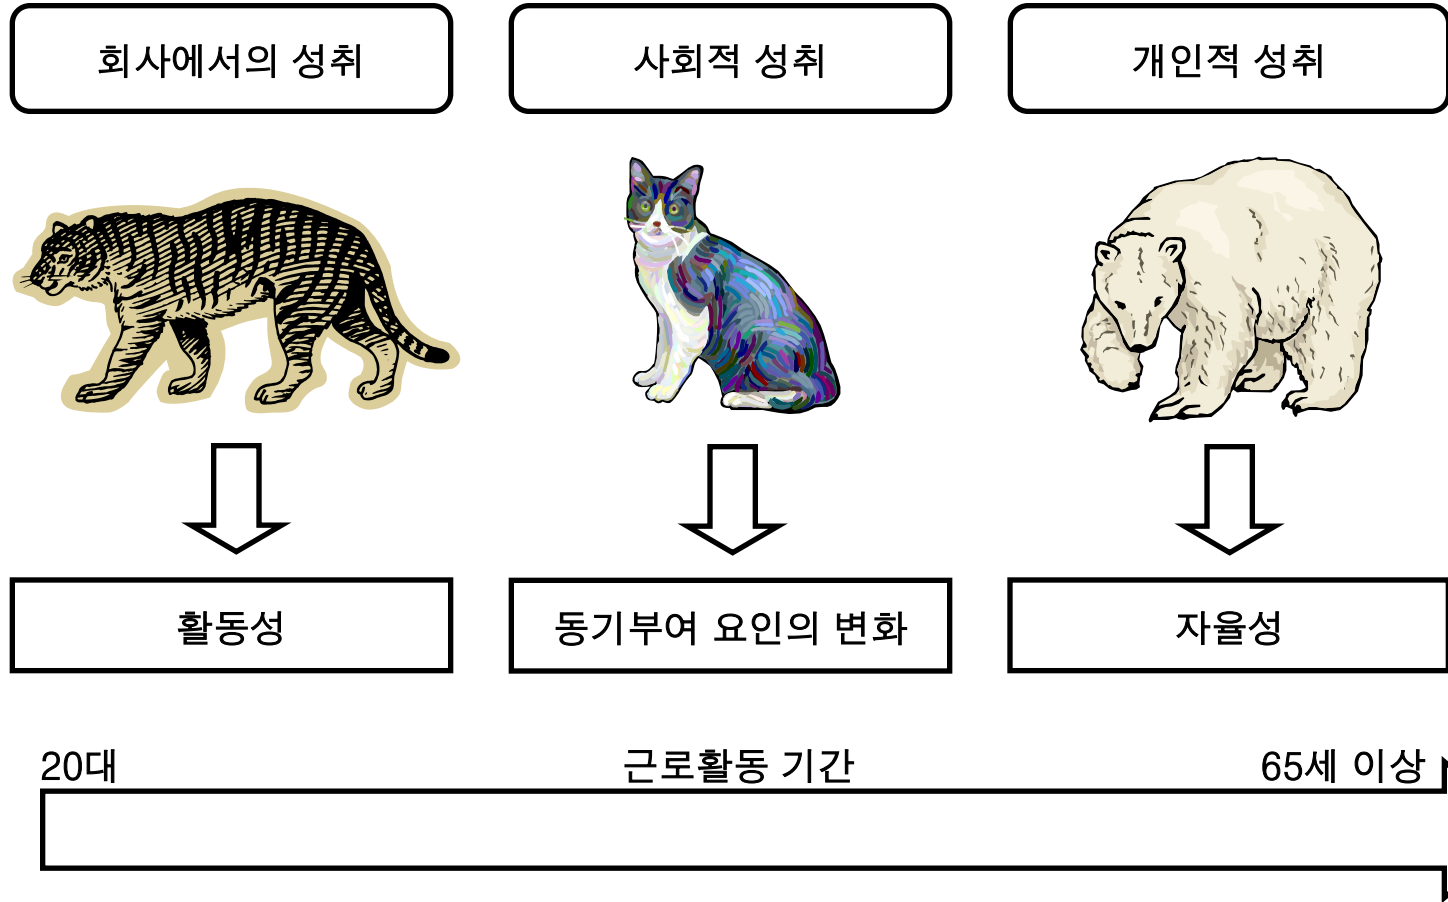 회사에서의 성취
사회적 성취
개인적 성취
활동성
동기부여 요인의 변화
자율성
20대
근로활동 기간
65세 이상